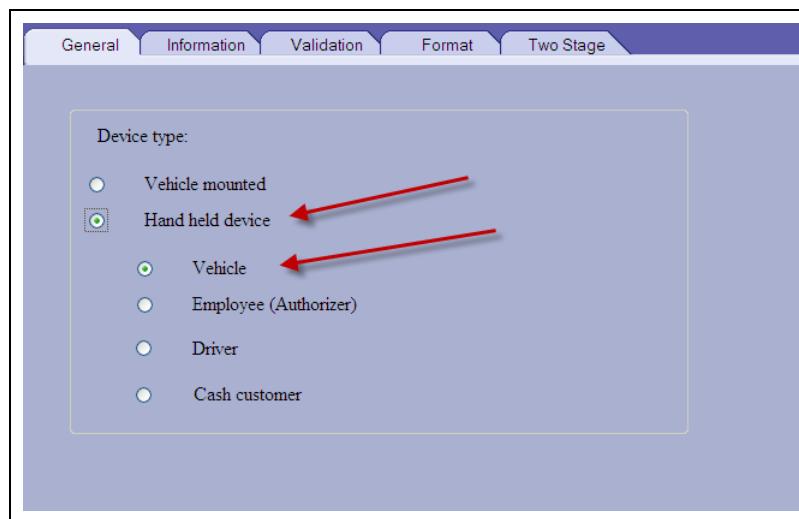 General Information Validation Format Two Stage
Device type:
Vehicle mounted
Hand held device
Vehicle
Employee (Authorizer)
Driver
Cash customer